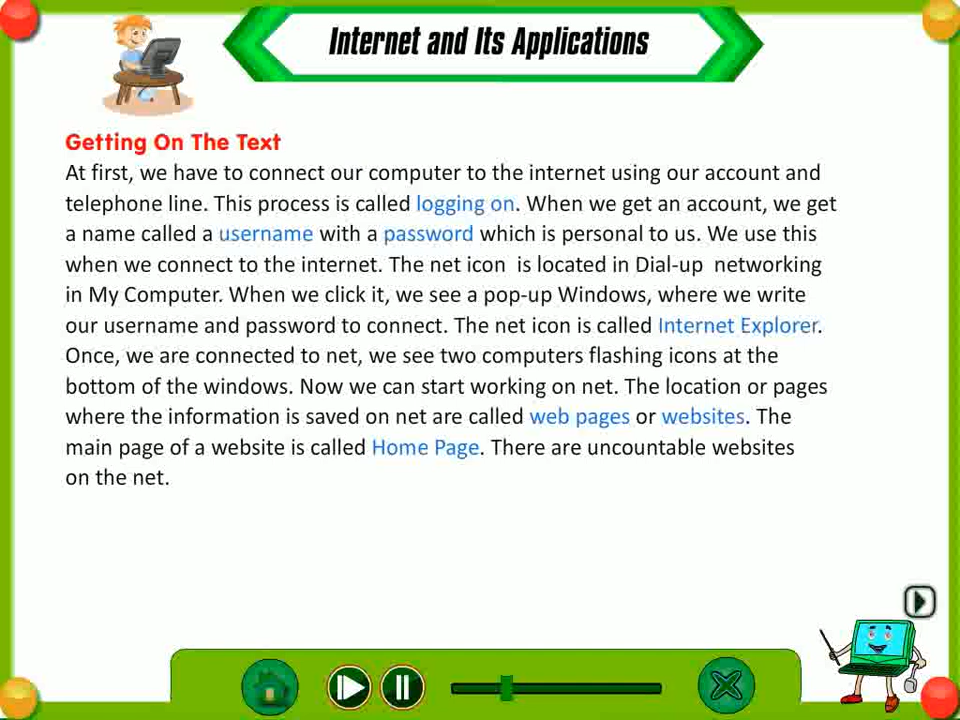 Internet and Its Applications
Getting On The Text
At first, we have to connect our computer to the internet using our account and
telephone line. This process is called logging on. When we get an account, we get
a name called a username with a password which is personal to us. We use this
when we connect to the internet. The net icon is located in Dial-up networking
in My Computer. When we click it, we see a pop-up Windows, where we write
our username and password to connect. The net icon is called Internet Explorer.
Once, we are connected to net, we see two computers flashing icons at the
bottom of the windows. Now we can start working on net. The location or pages
where the information is saved on net are called web pages or websites. The
main page of a website is called Home Page. There are uncountable websites
on the net.